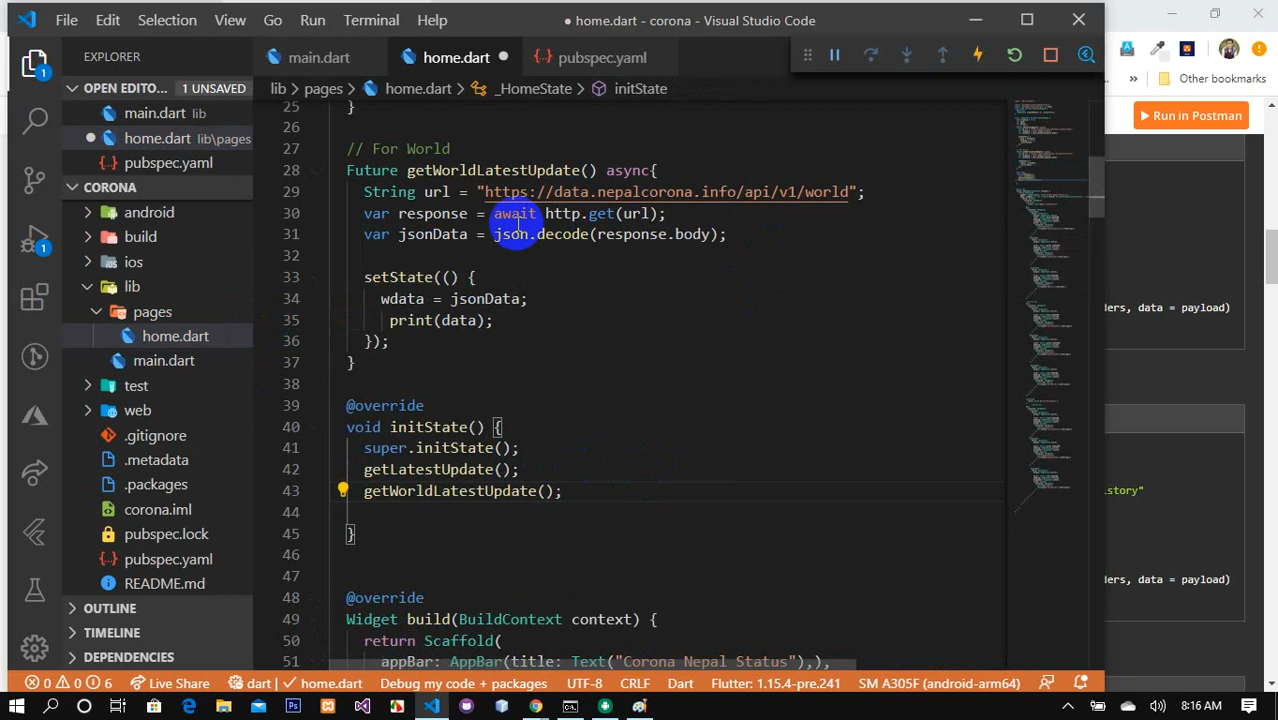 File Edit Selection View Go Run Terminal Help
● home.dart - corona - Visual Studio Code
EXPLORER
main.dart
home.dart
pubspec.yaml
Other bookmarks
Run in Postman
OPEN EDITO... 1 UNSAVED
main.dart lib
home.dart lib\pages
pubspec.yaml
CORONA
android
build
ios
lib
pages
home.dart
main.dart
test
web
.gitignore
.metadata
.packages
corona.iml
pubspec.lock
pubspec.yaml
README.md
OUTLINE
TIMELINE
DEPENDENCIES
lib > pages > home.dart > _HomeState > initState
25 }
26
27 // For World
28 Future getWorldLatestUpdate() async{
29 String url = "https://data.nepalcorona.info/api/v1/world";
30 var response = await http.get(url);
31 var jsonData = json.decode(response.body);
32
33 setState(() {
34 wdata = jsonData;
35 print(data);
36 });
37 }
38
39 @override
40 void initState() {
41 super.initState();
42 getLatestUpdate();
43 getWorldLatestUpdate();
44
45 }
46
47
48 @override
49 Widget build(BuildContext context) {
50 return Scaffold(
51 appBar: AppBar(title: Text("Corona Nepal Status"),),
ders, data = payload)
story"
ders, data = payload)
0 0 6 Live Share dart | home.dart Debug my code + packages UTF-8 CRLF Dart Flutter: 1.15.4-pre.241 SM A305F (android-arm64)
1
1
8:16 AM